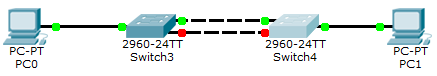 PC-PT
PC0
2960-24TT
Switch3
2960-24TT
Switch4
PC-PT
PC1